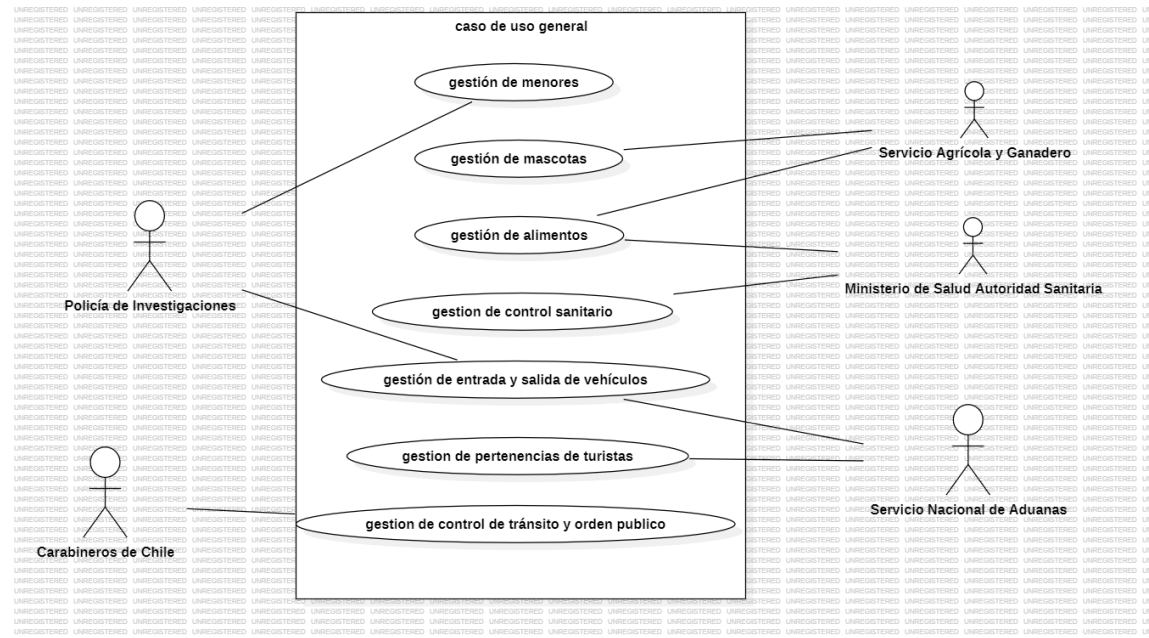 caso de uso general
gestión de menores
gestión de mascotas
Servicio Agrícola y Ganadero
gestión de alimentos
Ministerio de Salud Autoridad Sanitaria
Policía de Investigaciones
gestion de control sanitario
gestión de entrada y salida de vehículos
gestion de pertenencias de turistas
Servicio Nacional de Aduanas
gestion de control de tránsito y orden publico
Carabineros de Chile
UNREGISTERED